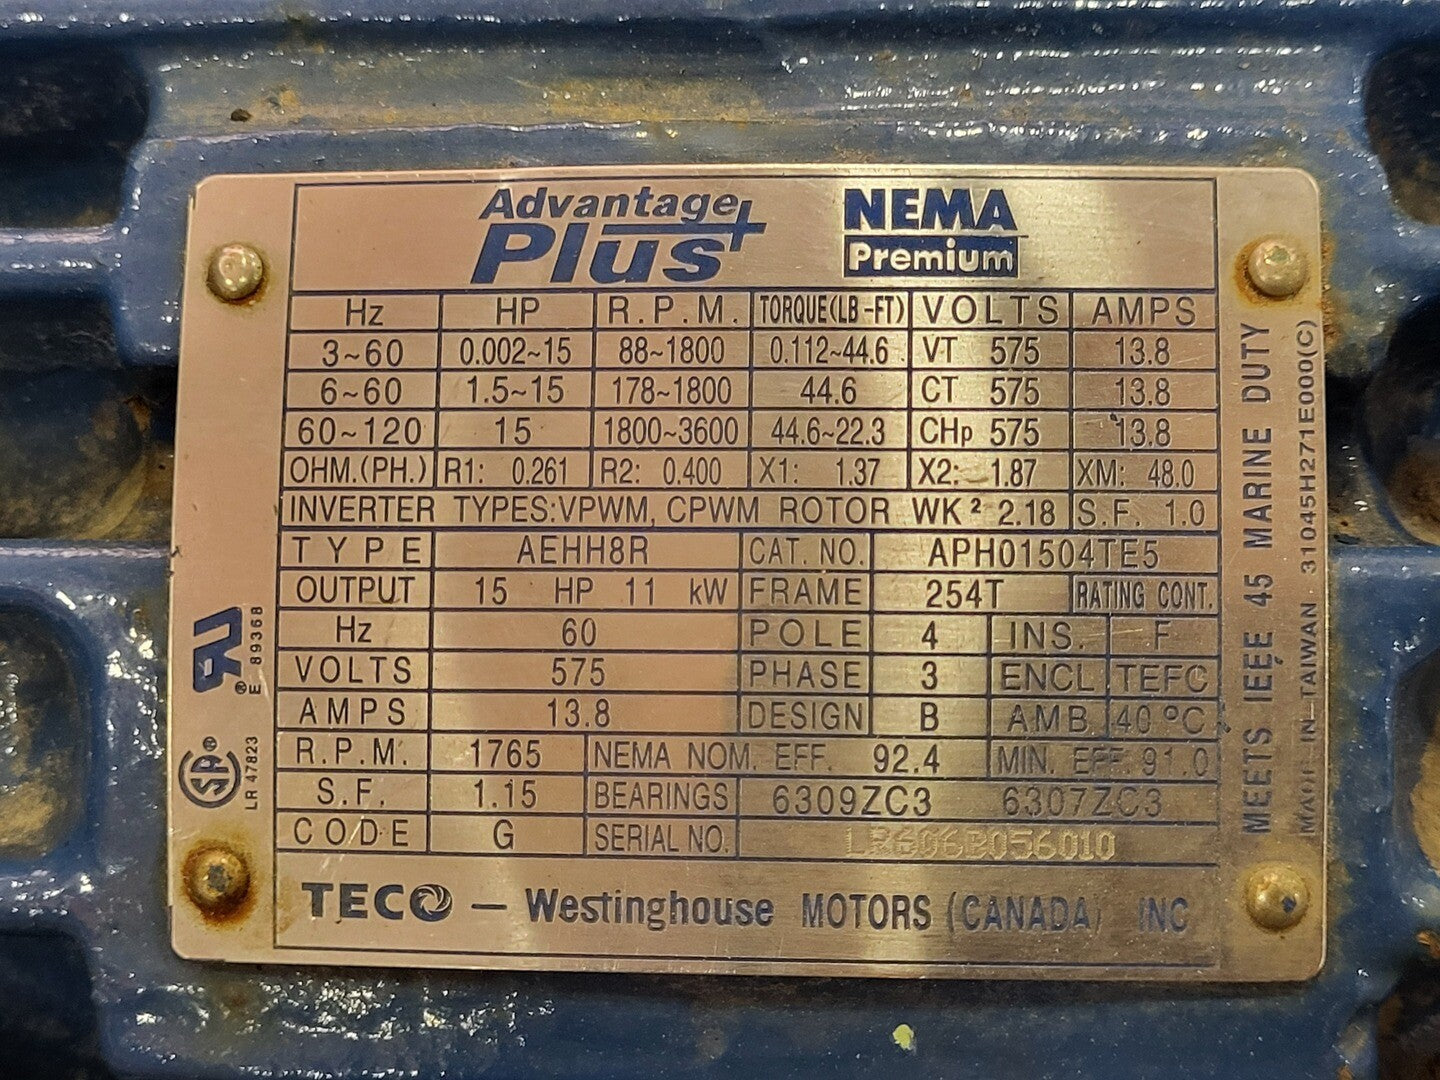 Advantage Plus+ NEMA Premium
Hz HP R.P.M. TORQUE(LB-FT) VOLTS AMPS
3~60 0.002~15 88~1800 0.112~44.6 VT 575 13.8
6~60 1.5~15 178~1800 44.6 CT 575 13.8
60~120 15 1800~3600 44.6~22.3 CHp 575 13.8
OHM.(PH.) R1: 0.261 R2: 0.400 X1: 1.37 X2: 1.87 XM: 48.0
INVERTER TYPES:VPWM, CPWM ROTOR WK² 2.18 S.F. 1.0
TYPE AEHH8R CAT. NO. APH01504TE5
OUTPUT 15 HP 11 kW FRAME 254T RATING CONT.
Hz 60 POLE 4 INS. F
VOLTS 575 PHASE 3 ENCL TEFC
AMPS 13.8 DESIGN B AMB. 40 °C
R.P.M. 1765 NEMA NOM. EFF. 92.4 MIN. EFF. 91.0
S.F. 1.15 BEARINGS 6309ZC3 6307ZC3
CODE G SERIAL NO.
TECO – Westinghouse MOTORS (CANADA) INC
RU ® E 89368
SP ® LR 47823
MEETS IEEE 45 MARINE DUTY
MADE IN TAIWAN 31045H271E000(C)